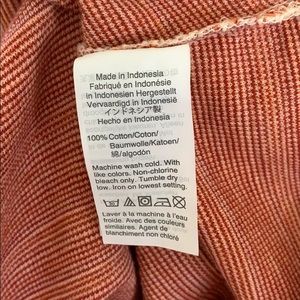 Made in Indonesia
Fabriqué en Indonésie
in Indonesien Hergestellt
Vervaardigd in Indonesië
インドネシア製
Hecho en Indonesia
100% Cotton/Coton/
Baumwolle/Katoen/
綿/algodón
Machine wash cold. With
like colors. Non-chlorine
bleach only. Tumble dry
low. Iron on lowest setting.
Laver à la machine à l'eau
froide. Avec des couleurs
similaires. Agent de
blanchiment non chloré